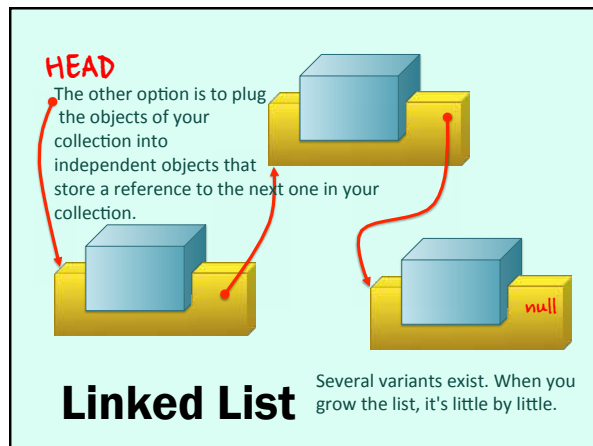 HEAD
The other option is to plug
the objects of your
collection into
independent objects that
store a reference to the next one in your
collection.
null
Linked List
Several variants exist. When you
grow the list, it's little by little.